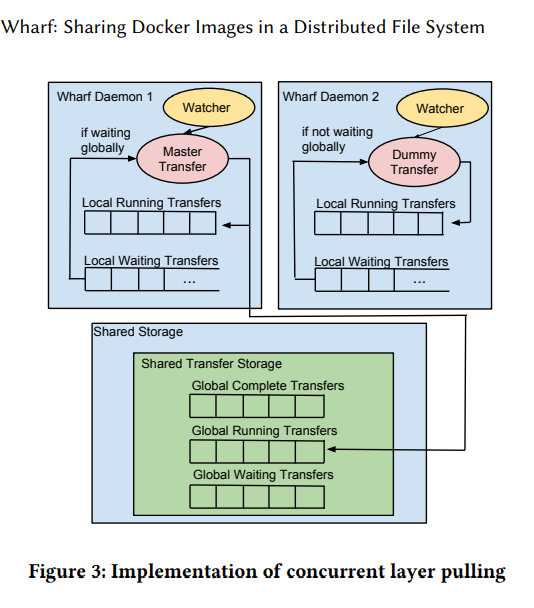 Wharf: Sharing Docker Images in a Distributed File System
Wharf Daemon 1
Watcher
if waiting
globally
Master
Transfer
Local Running Transfers
Local Waiting Transfers
...
Wharf Daemon 2
Watcher
if not waiting
globally
Dummy
Transfer
Local Running Transfers
Local Waiting Transfers
...
Shared Storage
Shared Transfer Storage
Global Complete Transfers
Global Running Transfers
Global Waiting Transfers
Figure 3: Implementation of concurrent layer pulling